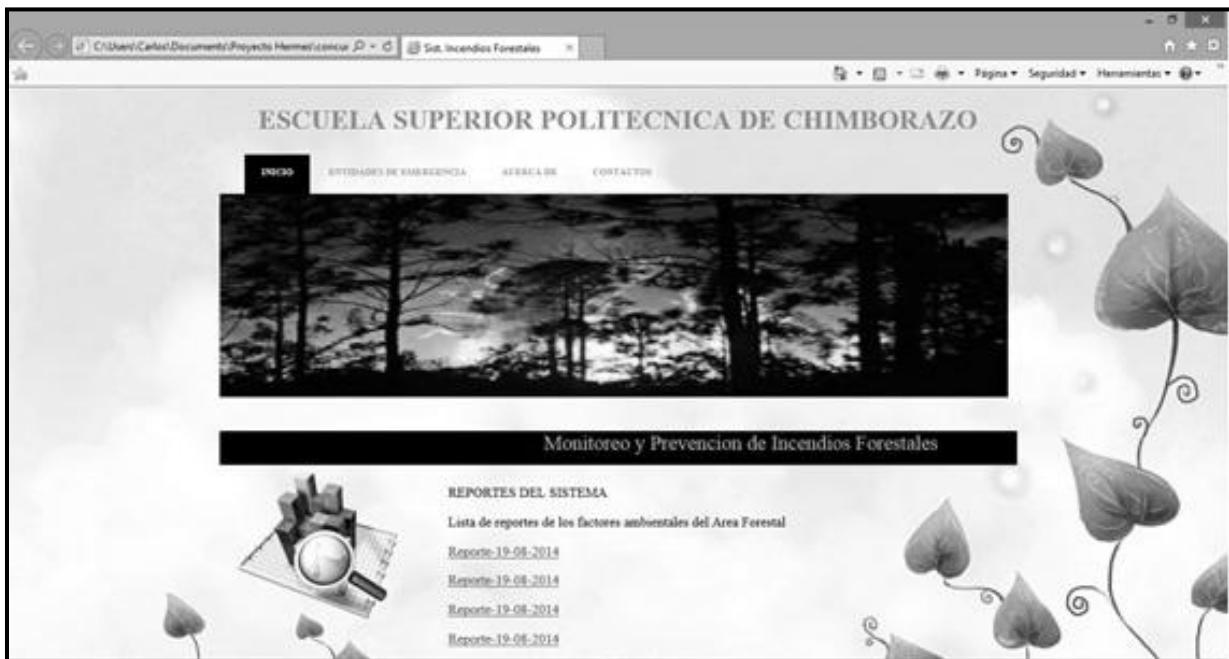 C:\Users\Carlos\Documents\Proyecto Hermes\concur
Sist. Incendios Forestales
Página Seguridad Herramientas
ESCUELA SUPERIOR POLITECNICA DE CHIMBORAZO
INICIO ENTIDADES DE EMERGENCIA ACERCA DE CONTACTOS
Monitoreo y Prevencion de Incendios Forestales
REPORTES DEL SISTEMA
Lista de reportes de los factores ambientales del Area Forestal
Reporte-19-08-2014
Reporte-19-08-2014
Reporte-19-08-2014
Reporte-19-08-2014